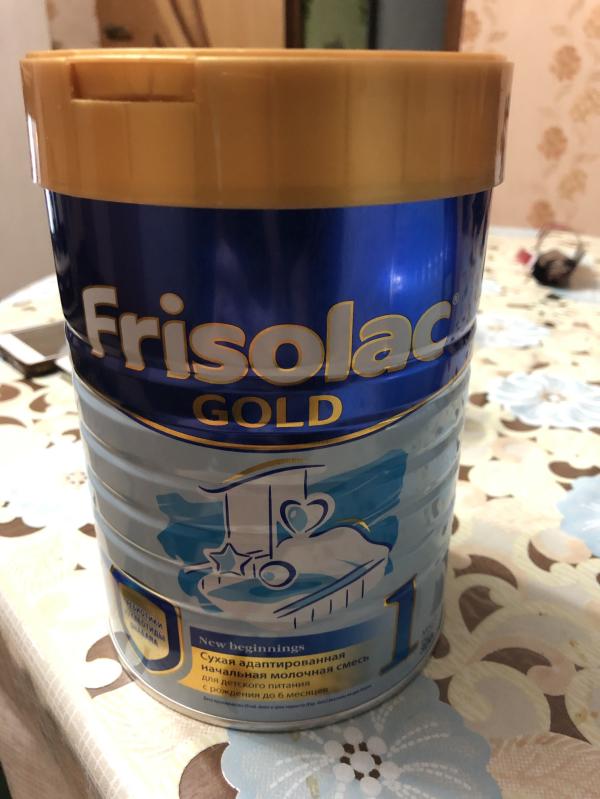 Frisolac®
GOLD
New beginnings
1
Сухая адаптированная
начальная молочная смесь
для детского питания
с рождения до 6 месяцев